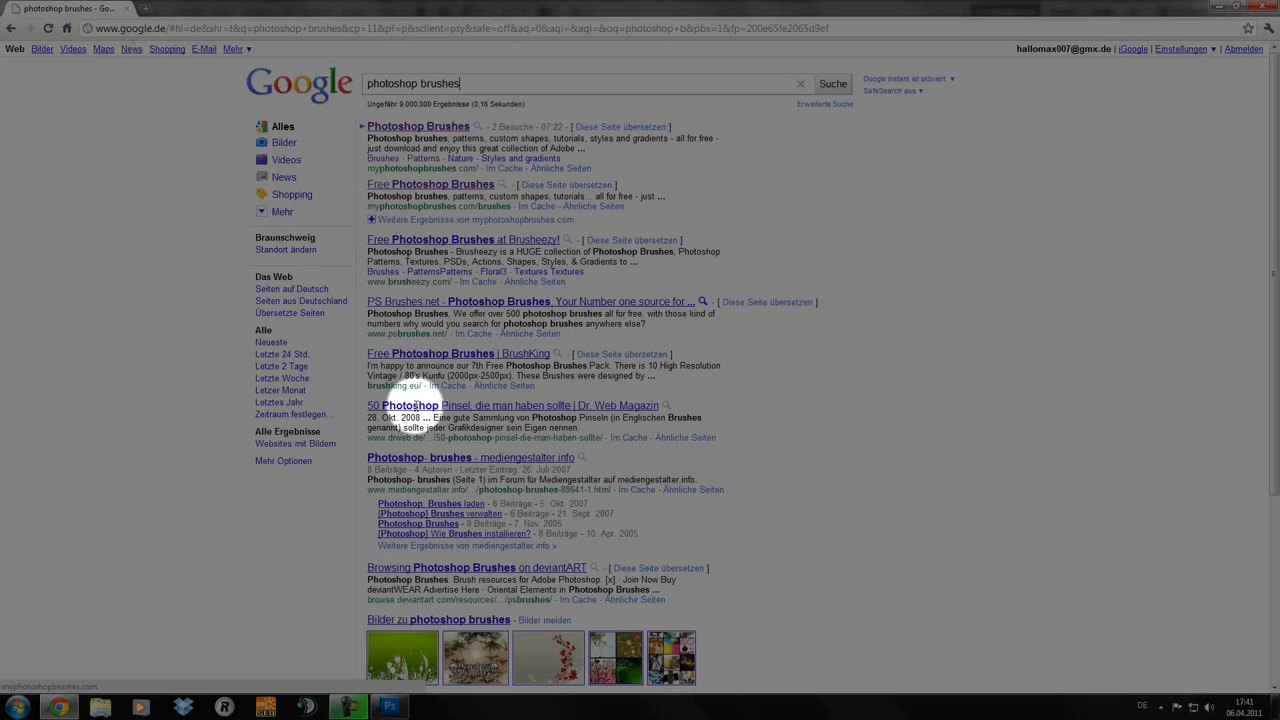 photoshop brushes - Goo...
www.google.de/#hl=de&xhr=t&q=photoshop+brushes&cp=11&pf=p&sclient=psy&safe=off&aq=0&aqi=&aql=&oq=photoshop+b&pbx=1&fp=200e65fe2065d9ef
Web Bilder Videos Maps News Shopping E-Mail Mehr
hallomax007@gmx.de | iGoogle | Einstellungen | Abmelden
Google
photoshop brushes
Suche
Google Instant ist aktiviert
SafeSearch aus
Ungefähr 9.000.000 Ergebnisse (0,16 Sekunden)
Erweiterte Suche
Alles
Bilder
Videos
News
Shopping
Mehr
Braunschweig
Standort ändern
Das Web
Seiten auf Deutsch
Seiten aus Deutschland
Übersetzte Seiten
Alle
Neueste
Letzte 24 Std.
Letzte 2 Tage
Letzte Woche
Letzer Monat
Letztes Jahr
Zeitraum festlegen...
Alle Ergebnisse
Websites mit Bildern
Mehr Optionen
Photoshop Brushes - 2 Besuche - 07:22 - [ Diese Seite übersetzen ]
Photoshop brushes, patterns, custom shapes, tutorials, styles and gradients - all for free -
just download and enjoy this great collection of Adobe ...
Brushes - Patterns - Nature - Styles and gradients
myphotoshopbrushes.com/ - Im Cache - Ähnliche Seiten
Free Photoshop Brushes - [ Diese Seite übersetzen ]
Photoshop brushes, patterns, custom shapes, tutorials... all for free - just ...
myphotoshopbrushes.com/brushes - Im Cache - Ähnliche Seiten
Weitere Ergebnisse von myphotoshopbrushes.com
Free Photoshop Brushes at Brusheezy! - [ Diese Seite übersetzen ]
Photoshop Brushes - Brusheezy is a HUGE collection of Photoshop Brushes, Photoshop
Patterns, Textures, PSDs, Actions, Shapes, Styles, & Gradients to ...
Brushes - PatternsPatterns - Floral3 - Textures Textures
www.brusheezy.com/ - Im Cache - Ähnliche Seiten
PS Brushes.net - Photoshop Brushes, Your Number one source for ... - [ Diese Seite übersetzen ]
Photoshop Brushes, We offer over 500 photoshop brushes all for free, with those kind of
numbers why would you search for photoshop brushes anywhere else?
www.psbrushes.net/ - Im Cache - Ähnliche Seiten
Free Photoshop Brushes | BrushKing - [ Diese Seite übersetzen ]
I'm happy to announce our 7th Free Photoshop Brushes Pack. There is 10 High Resolution
Vintage / 80's Kunfu (2000px-2500px). These Brushes were designed by ...
brushking.eu/ - Im Cache - Ähnliche Seiten
50 Photoshop Pinsel, die man haben sollte | Dr. Web Magazin
28. Okt. 2008 ... Eine gute Sammlung von Photoshop Pinseln (in Englischen Brushes
genannt) sollte jeder Grafikdesigner sein Eigen nennen.
www.drweb.de/.../50-photoshop-pinsel-die-man-haben-sollte/ - Im Cache - Ähnliche Seiten
Photoshop- brushes - mediengestalter.info
8 Beiträge - 4 Autoren - Letzter Eintrag: 26. Juli 2007
Photoshop- brushes (Seite 1) im Forum für Mediengestalter auf mediengestalter.info.
www.mediengestalter.info/.../photoshop-brushes-88641-1.html - Im Cache - Ähnliche Seiten
Photoshop: Brushes laden - 6 Beiträge - 5. Okt. 2007
[Photoshop] Brushes verwalten - 6 Beiträge - 21. Sept. 2007
Photoshop Brushes - 8 Beiträge - 7. Nov. 2005
[Photoshop] Wie Brushes installieren? - 8 Beiträge - 10. Apr. 2005
Weitere Ergebnisse von mediengestalter.info »
Browsing Photoshop Brushes on deviantART - [ Diese Seite übersetzen ]
Photoshop Brushes. Brush resources for Adobe Photoshop. [x] · Join Now Buy
deviantWEAR Advertise Here · Oriental Elements in Photoshop Brushes ...
browse.deviantart.com/resources/.../psbrushes/ - Im Cache - Ähnliche Seiten
Bilder zu photoshop brushes - Bilder melden
myphotoshopbrushes.com
R
SEO
Ps
DE
17:41
06.04.2011